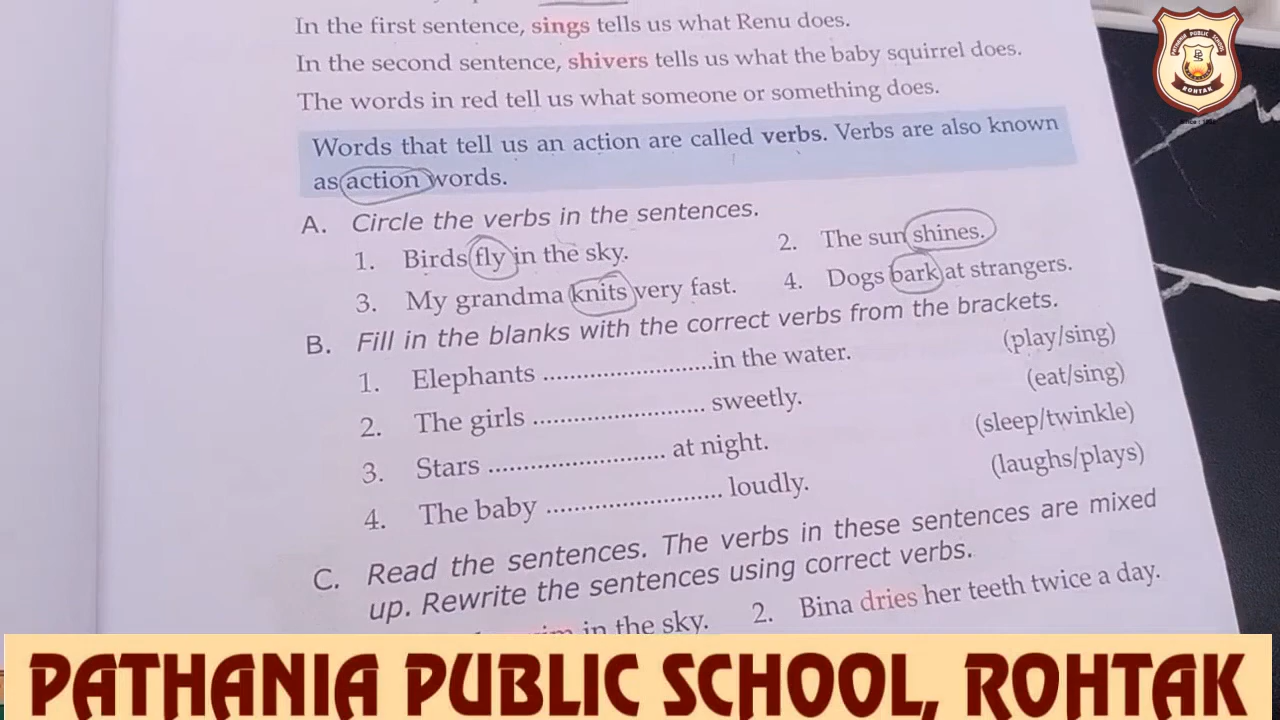 In the first sentence, sings tells us what Renu does.
In the second sentence, shivers tells us what the baby squirrel does.
The words in red tell us what someone or something does.
Words that tell us an action are called verbs. Verbs are also known
as action words.
A. Circle the verbs in the sentences.
1. Birds fly in the sky. 2. The sun shines.
3. My grandma knits very fast. 4. Dogs bark at strangers.
B. Fill in the blanks with the correct verbs from the brackets.
1. Elephants ........................in the water. (play/sing)
2. The girls ......................... sweetly. (eat/sing)
3. Stars ......................... at night. (sleep/twinkle)
4. The baby ......................... loudly. (laughs/plays)
C. Read the sentences. The verbs in these sentences are mixed
up. Rewrite the sentences using correct verbs.
in the sky. 2. Bina dries her teeth twice a day.
PATHANIA PUBLIC SCHOOL
ROHTAK
PATHANIA PUBLIC SCHOOL, ROHTAK